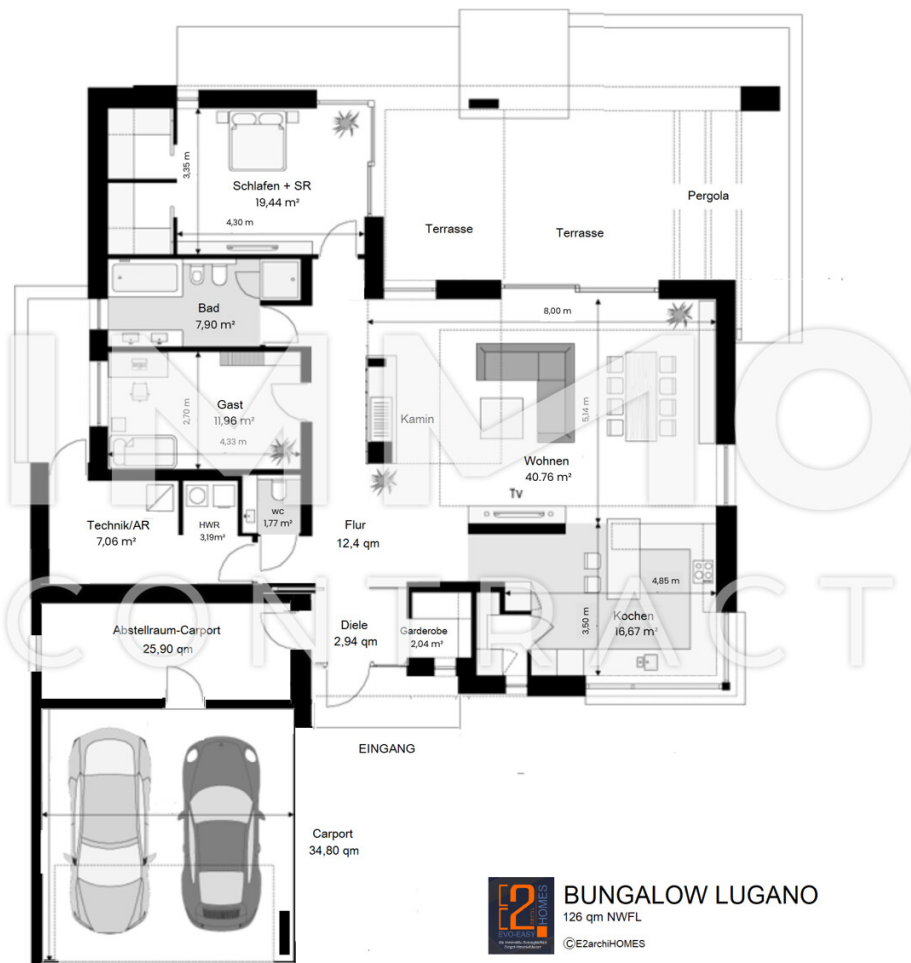 3,35 m
Schlafen + SR
19,44 m²
4,30 m
Terrasse
Terrasse
Pergola
Bad
7,90 m²
8,00 m
IMMO
Gast
11,96 m²
2,70 m
4,33 m
Kamin
5,14 m
Wohnen
40.76 m²
TV
Technik/AR
7,06 m²
HWR
3,19m²
wc
1,77 m²
Flur
12,4 qm
CONTRACT
4,85 m
3,50 m
Kochen
16,67 m²
Abstellraum-Carport
25,90 qm
Diele
2,94 qm
Garderobe
2,04 m²
EINGANG
Carport
34,80 qm
E2
HOMES
EVO-EASY
BUNGALOW LUGANO
126 qm NWFL
©E2archiHOMES